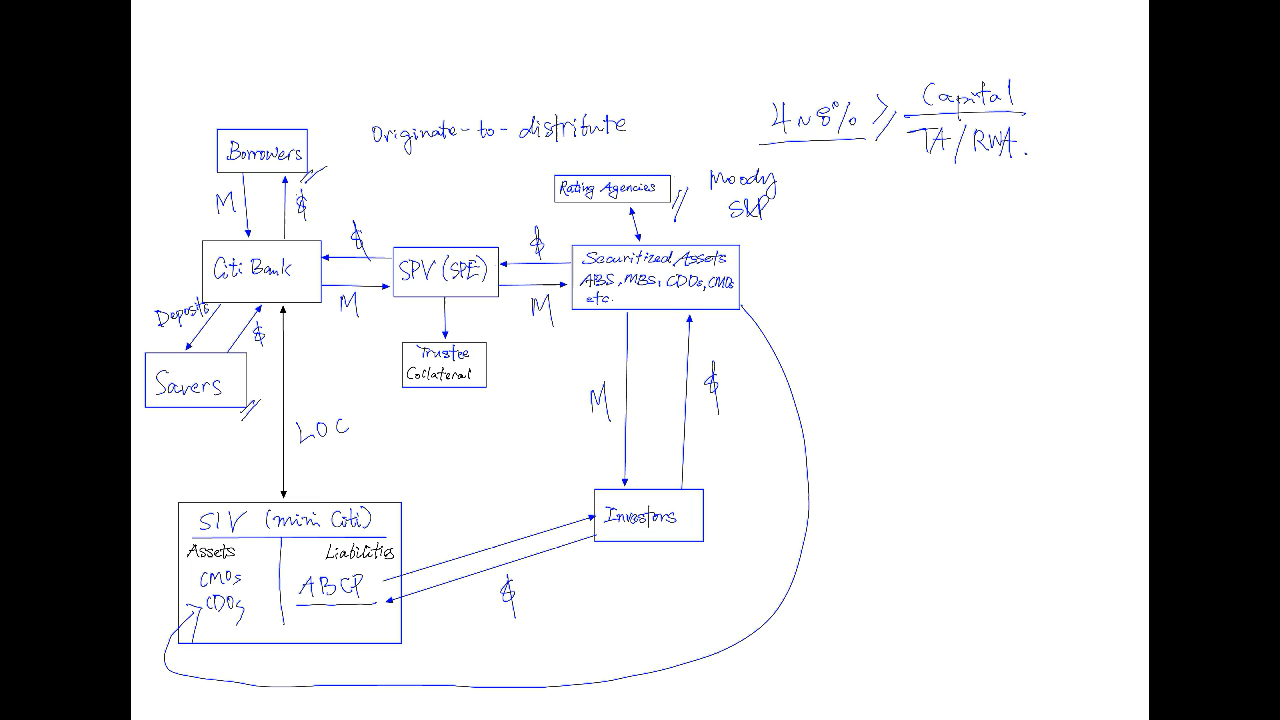 4~8% ⩾ Capital
TA/RWA.
Originate-to-distritute
Borrowers
M
$
Rating Agencies
Moody
S&P
Citi Bank
$
M
SPV (SPE)
$
M
Securitized Assets
ABS, MBS, CDOs, CMOs
etc.
Deposits
$
Savers
Trustee
Collateral
LOC
M
$
SIV (mini Citi)
Assets
Liabilities
CMOs
CDOs
ABCP
Investors
$